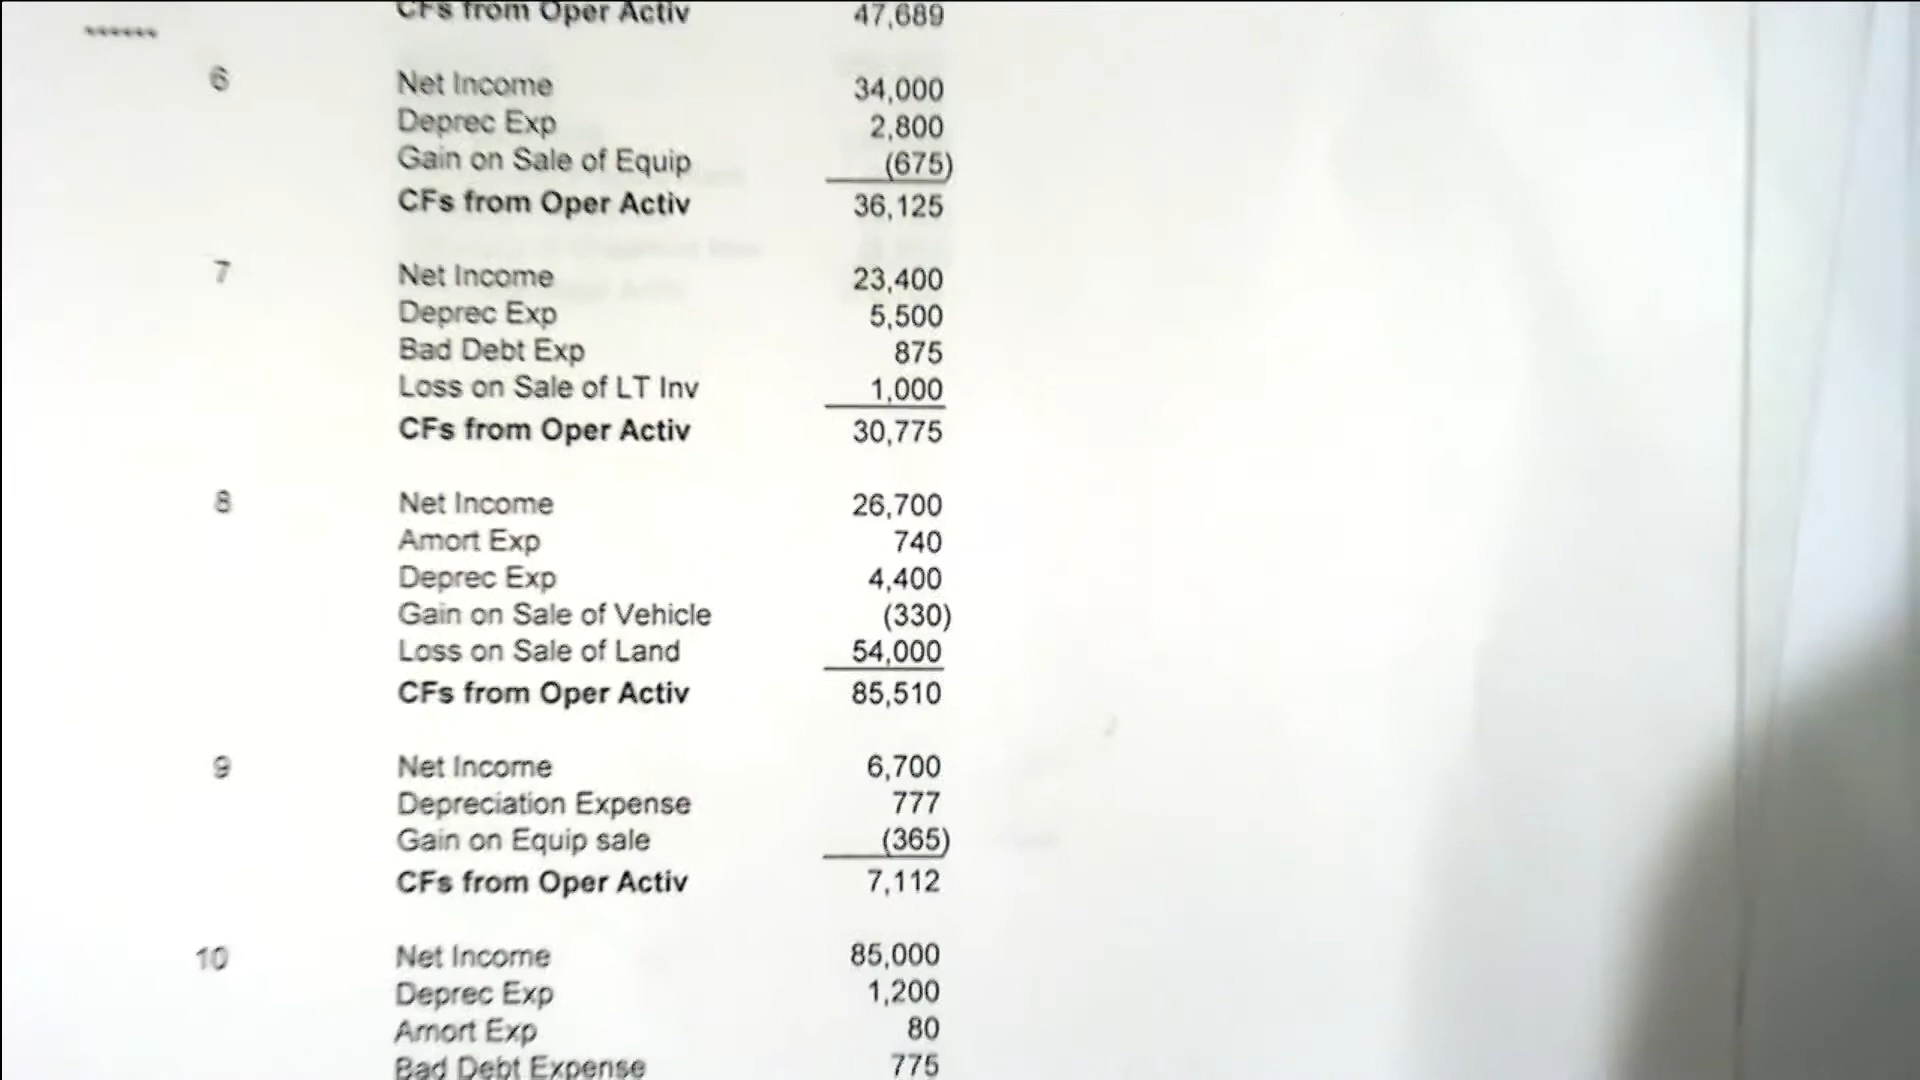 CFs from Oper Activ 47,689
6 Net Income 34,000
Deprec Exp 2,800
Gain on Sale of Equip (675)
CFs from Oper Activ 36,125
7 Net Income 23,400
Deprec Exp 5,500
Bad Debt Exp 875
Loss on Sale of LT Inv 1,000
CFs from Oper Activ 30,775
8 Net Income 26,700
Amort Exp 740
Deprec Exp 4,400
Gain on Sale of Vehicle (330)
Loss on Sale of Land 54,000
CFs from Oper Activ 85,510
9 Net Income 6,700
Depreciation Expense 777
Gain on Equip sale (365)
CFs from Oper Activ 7,112
10 Net Income 85,000
Deprec Exp 1,200
Amort Exp 80
Bad Debt Expense 775